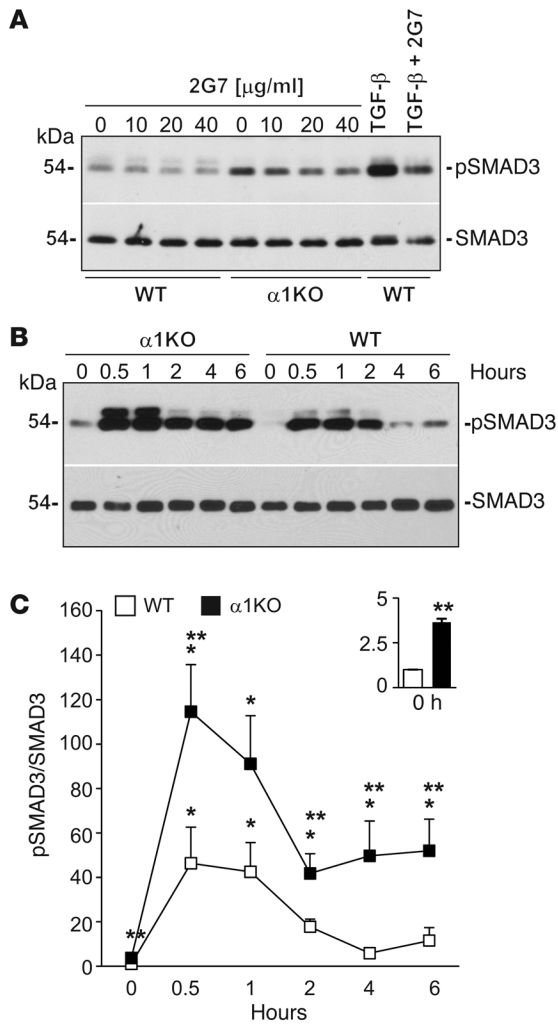 A
2G7 [μg/ml]
TGF-β
TGF-β + 2G7
0 10 20 40 0 10 20 40
kDa
54- -pSMAD3
54- -SMAD3
WT α1KO WT
B
α1KO WT
0 0.5 1 2 4 6 0 0.5 1 2 4 6 Hours
kDa
54- -pSMAD3
54- -SMAD3
C
WT α1KO
pSMAD3/SMAD3
160
140
120
100
80
60
40
20
0
**
*
*
**
*
**
*
**
*
*
*
**
0 0.5 1 2 4 6
Hours
5
2.5
0
**
0 h